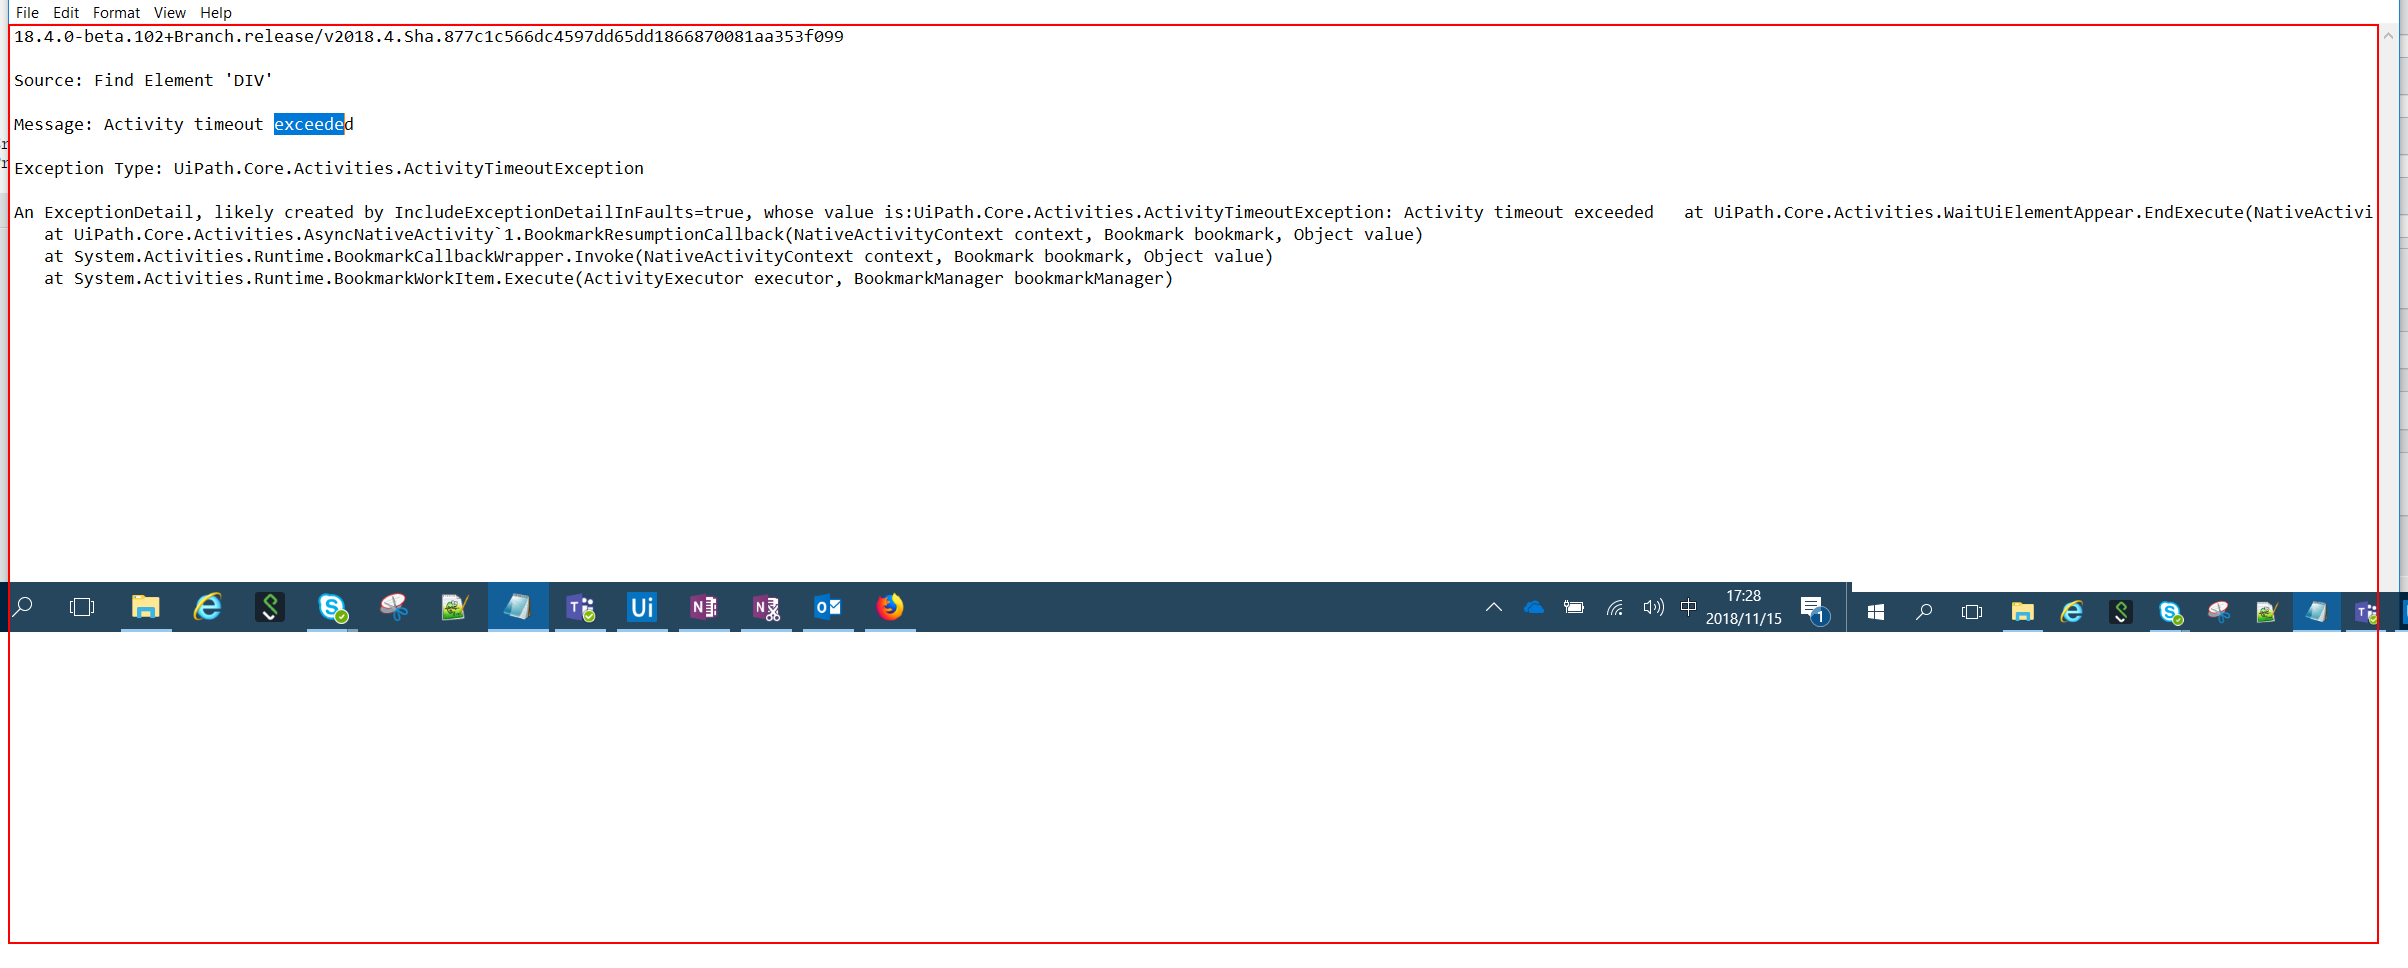 File Edit Format View Help
18.4.0-beta.102+Branch.release/v2018.4.Sha.877c1c566dc4597dd65dd1866870081aa353f099
Source: Find Element 'DIV'
Message: Activity timeout exceeded
Exception Type: UiPath.Core.Activities.ActivityTimeoutException
An ExceptionDetail, likely created by IncludeExceptionDetailInFaults=true, whose value is:UiPath.Core.Activities.ActivityTimeoutException: Activity timeout exceeded   at UiPath.Core.Activities.WaitUiElementAppear.EndExecute(NativeActivi
at UiPath.Core.Activities.AsyncNativeActivity`1.BookmarkResumptionCallback(NativeActivityContext context, Bookmark bookmark, Object value)
at System.Activities.Runtime.BookmarkCallbackWrapper.Invoke(NativeActivityContext context, Bookmark bookmark, Object value)
at System.Activities.Runtime.BookmarkWorkItem.Execute(ActivityExecutor executor, BookmarkManager bookmarkManager)
Ui
中
17:28
2018/11/15
1